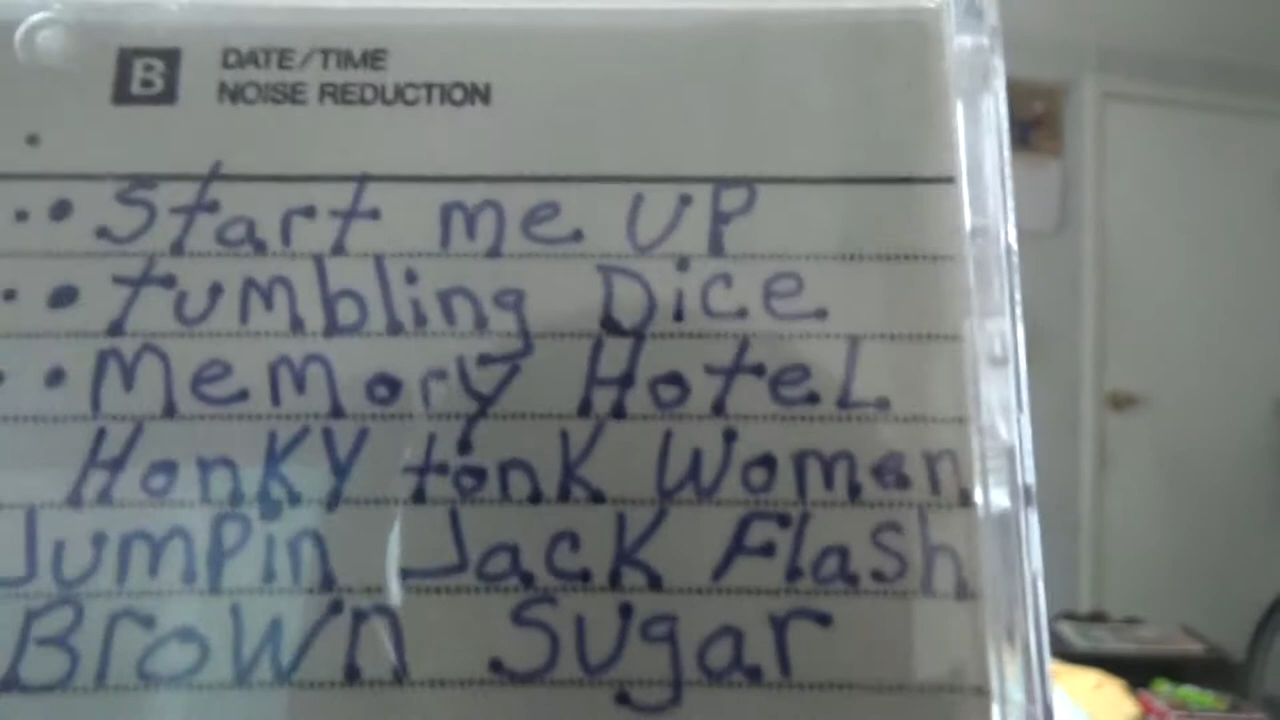 B DATE/TIME
NOISE REDUCTION
Start me UP
tumbling Dice
Memory Hotel
Honky tonk Women
Jumpin Jack Flash
Brown Sugar